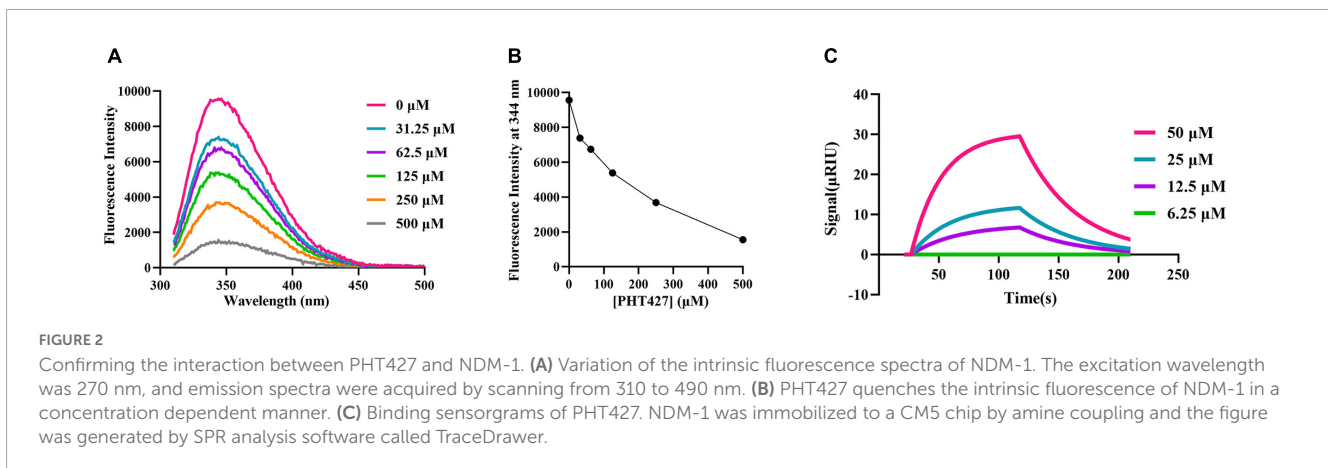 A
B
C
10000
8000
6000
4000
2000
0
300
350
400
450
500
Fluorescence Intensity
Wavelength (nm)
0 µM
31.25 µM
62.5 µM
125 µM
250 µM
500 µM
10000
8000
6000
4000
2000
0
0
100
200
300
400
500
Fluorescence Intensity at 344 nm
[PHT427] (µM)
40
30
20
10
0
-10
50
100
150
200
250
Signal(µRIU)
Time(s)
50 µM
25 µM
12.5 µM
6.25 µM
FIGURE 2
Confirming the interaction between PHT427 and NDM-1. (A) Variation of the intrinsic fluorescence spectra of NDM-1. The excitation wavelength
was 270 nm, and emission spectra were acquired by scanning from 310 to 490 nm. (B) PHT427 quenches the intrinsic fluorescence of NDM-1 in a
concentration dependent manner. (C) Binding sensorgrams of PHT427. NDM-1 was immobilized to a CM5 chip by amine coupling and the figure
was generated by SPR analysis software called TraceDrawer.